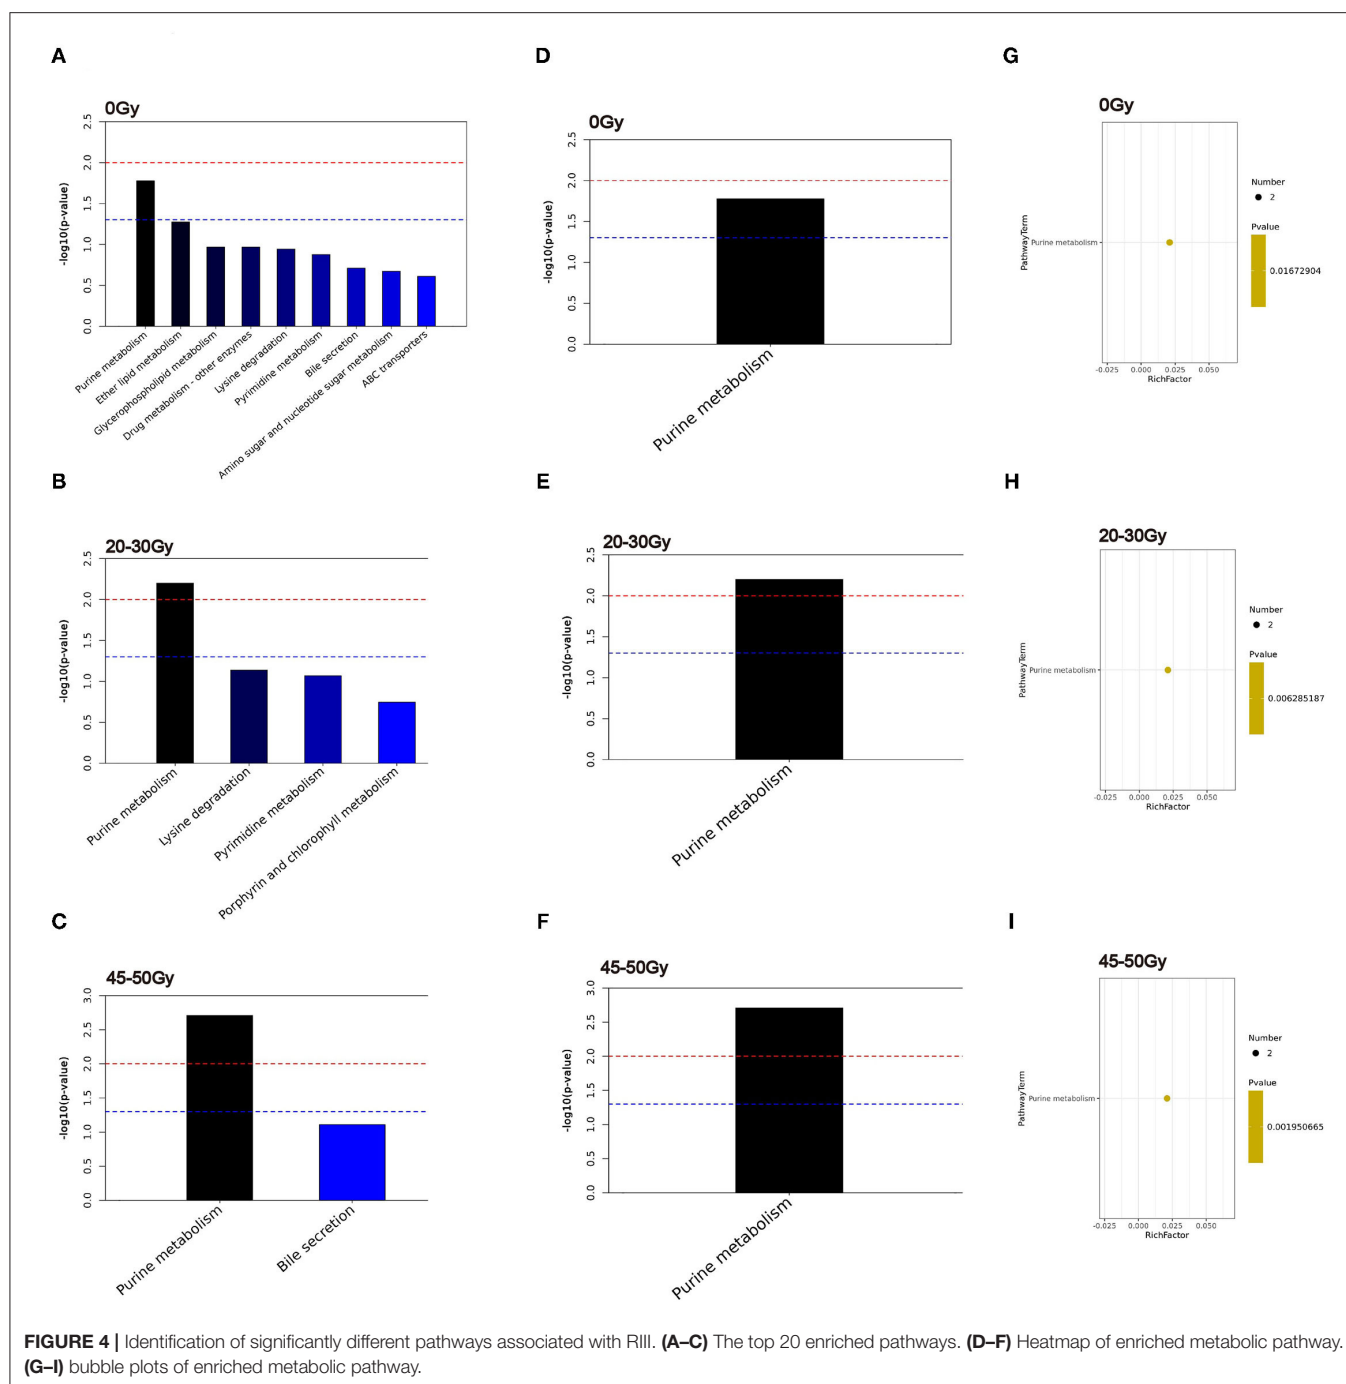 A
0Gy
-log10(p-value)
2.5
2.0
1.5
1.0
0.5
0.0
Purine metabolism
Ether lipid metabolism
Glycerophospholipid metabolism
Drug metabolism - other enzymes
Lysine degradation
Pyrimidine metabolism
Bile secretion
Amino sugar and nucleotide sugar metabolism
ABC transporters
D
0Gy
-log10(p-value)
2.5
2.0
1.5
1.0
0.5
0.0
Purine metabolism
G
0Gy
PathwayTerm
Purine metabolism
-0.025 0.000 0.025 0.050
RichFactor
Number
2
Pvalue
0.01672904
B
20-30Gy
-log10(p-value)
2.5
2.0
1.5
1.0
0.5
0.0
Purine metabolism
Lysine degradation
Pyrimidine metabolism
Porphyrin and chlorophyll metabolism
E
20-30Gy
-log10(p-value)
2.5
2.0
1.5
1.0
0.5
0.0
Purine metabolism
H
20-30Gy
PathwayTerm
Purine metabolism
-0.025 0.000 0.025 0.050
RichFactor
Number
2
Pvalue
0.006285187
C
45-50Gy
-log10(p-value)
3.0
2.5
2.0
1.5
1.0
0.5
0.0
Purine metabolism
Bile secretion
F
45-50Gy
-log10(p-value)
3.0
2.5
2.0
1.5
1.0
0.5
0.0
Purine metabolism
I
45-50Gy
PathwayTerm
Purine metabolism
-0.025 0.000 0.025 0.050
RichFactor
Number
2
Pvalue
0.001950665
FIGURE 4 | Identification of significantly different pathways associated with RIII. (A–C) The top 20 enriched pathways. (D–F) Heatmap of enriched metabolic pathway.
(G–I) bubble plots of enriched metabolic pathway.